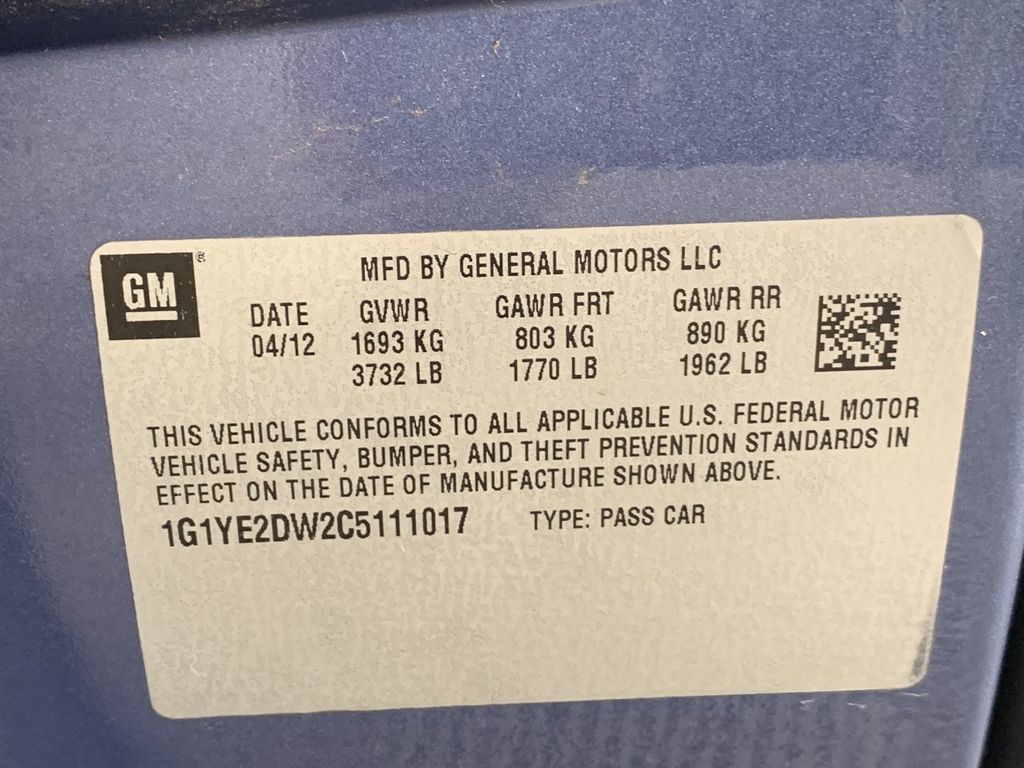 GM
MFD BY GENERAL MOTORS LLC
DATE GVWR GAWR FRT GAWR RR
04/12 1693 KG 803 KG 890 KG
3732 LB 1770 LB 1962 LB
THIS VEHICLE CONFORMS TO ALL APPLICABLE U.S. FEDERAL MOTOR
VEHICLE SAFETY, BUMPER, AND THEFT PREVENTION STANDARDS IN
EFFECT ON THE DATE OF MANUFACTURE SHOWN ABOVE.
1G1YE2DW2C5111017 TYPE: PASS CAR